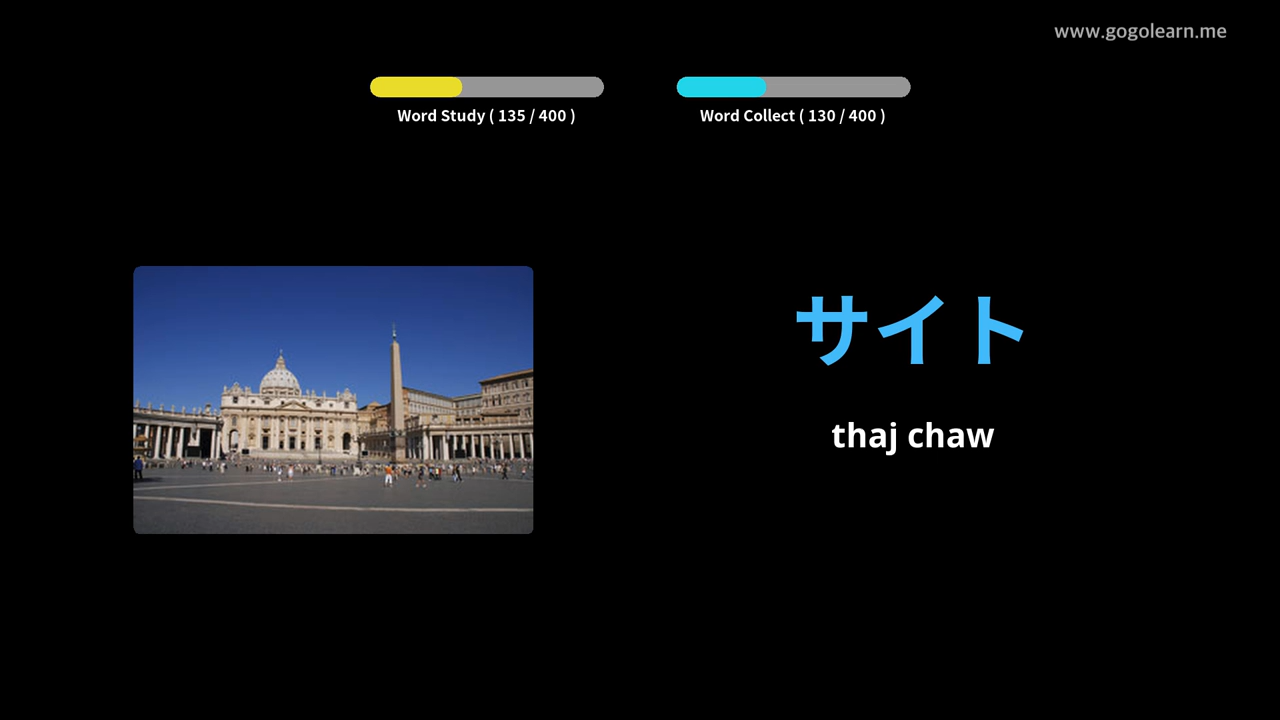 www.gogolearn.me
Word Study ( 135 / 400 )
Word Collect ( 130 / 400 )
サイト
thaj chaw